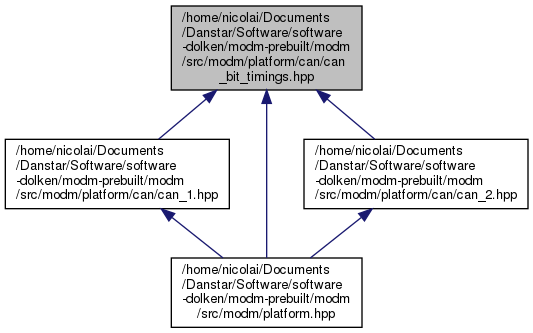 /home/nicolai/Documents
/Danstar/Software/software
-dolken/modm-prebuilt/modm
/src/modm/platform/can/can
_bit_timings.hpp
/home/nicolai/Documents
/Danstar/Software/software
-dolken/modm-prebuilt/modm
/src/modm/platform/can/can_1.hpp
/home/nicolai/Documents
/Danstar/Software/software
-dolken/modm-prebuilt/modm
/src/modm/platform/can/can_2.hpp
/home/nicolai/Documents
/Danstar/Software/software
-dolken/modm-prebuilt/modm
/src/modm/platform.hpp